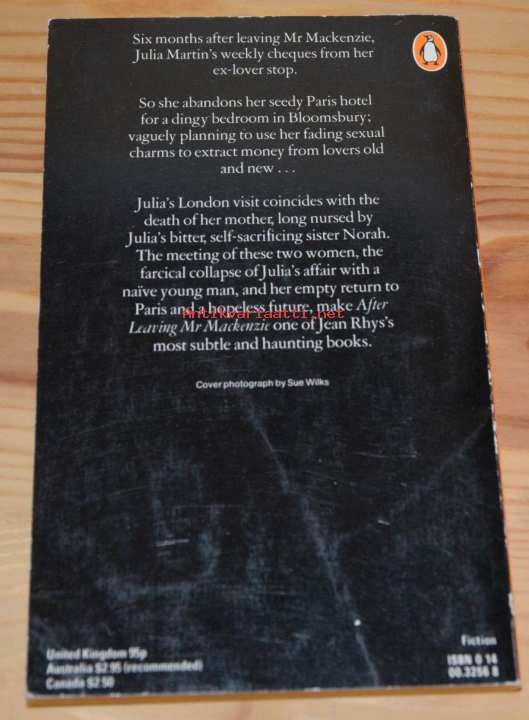 Six months after leaving Mr Mackenzie,
Julia Martin's weekly cheques from her
ex-lover stop.
So she abandons her seedy Paris hotel
for a dingy bedroom in Bloomsbury;
vaguely planning to use her fading sexual
charms to extract money from lovers old
and new . . .
Julia's London visit coincides with the
death of her mother, long nursed by
Julia's bitter, self-sacrificing sister Norah.
The meeting of these two women, the
farcical collapse of Julia's affair with a
naïve young man, and her empty return to
Paris and a hopeless future, make After
Antikvariaatti.net
Leaving Mr Mackenzie one of Jean Rhys's
most subtle and haunting books.
Cover photograph by Sue Wilks
United Kingdom 95p
Australia $2.95 (recommended)
Canada $2.50
Fiction
ISBN 0 14
00.3256 8